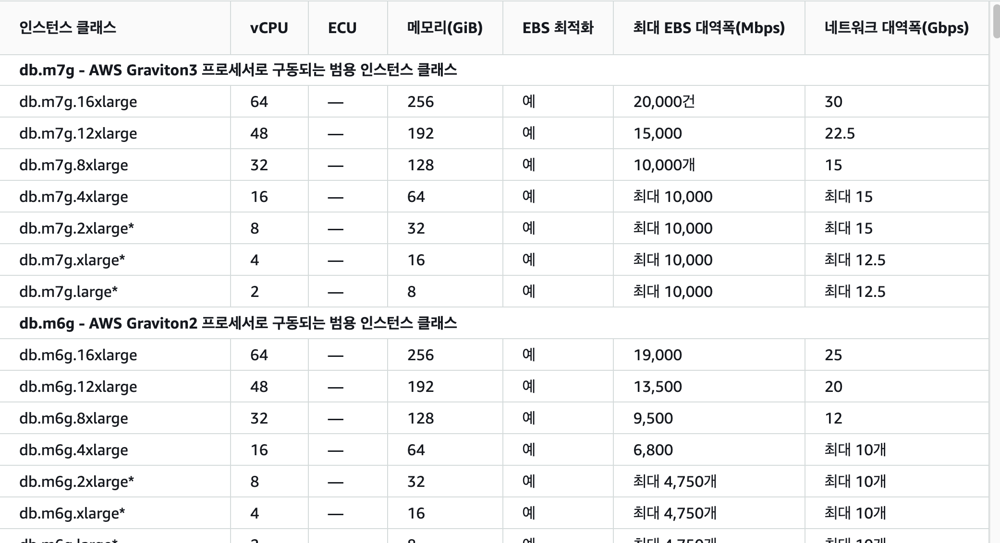 인스턴스 클래스 vCPU ECU 메모리(GiB) EBS 최적화 최대 EBS 대역폭(Mbps) 네트워크 대역폭(Gbps)
db.m7g - AWS Graviton3 프로세서로 구동되는 범용 인스턴스 클래스
db.m7g.16xlarge 64 — 256 예 20,000건 30
db.m7g.12xlarge 48 — 192 예 15,000 22.5
db.m7g.8xlarge 32 — 128 예 10,000개 15
db.m7g.4xlarge 16 — 64 예 최대 10,000 최대 15
db.m7g.2xlarge* 8 — 32 예 최대 10,000 최대 15
db.m7g.xlarge* 4 — 16 예 최대 10,000 최대 12.5
db.m7g.large* 2 — 8 예 최대 10,000 최대 12.5
db.m6g - AWS Graviton2 프로세서로 구동되는 범용 인스턴스 클래스
db.m6g.16xlarge 64 — 256 예 19,000 25
db.m6g.12xlarge 48 — 192 예 13,500 20
db.m6g.8xlarge 32 — 128 예 9,500 12
db.m6g.4xlarge 16 — 64 예 6,800 최대 10개
db.m6g.2xlarge* 8 — 32 예 최대 4,750개 최대 10개
db.m6g.xlarge* 4 — 16 예 최대 4,750개 최대 10개